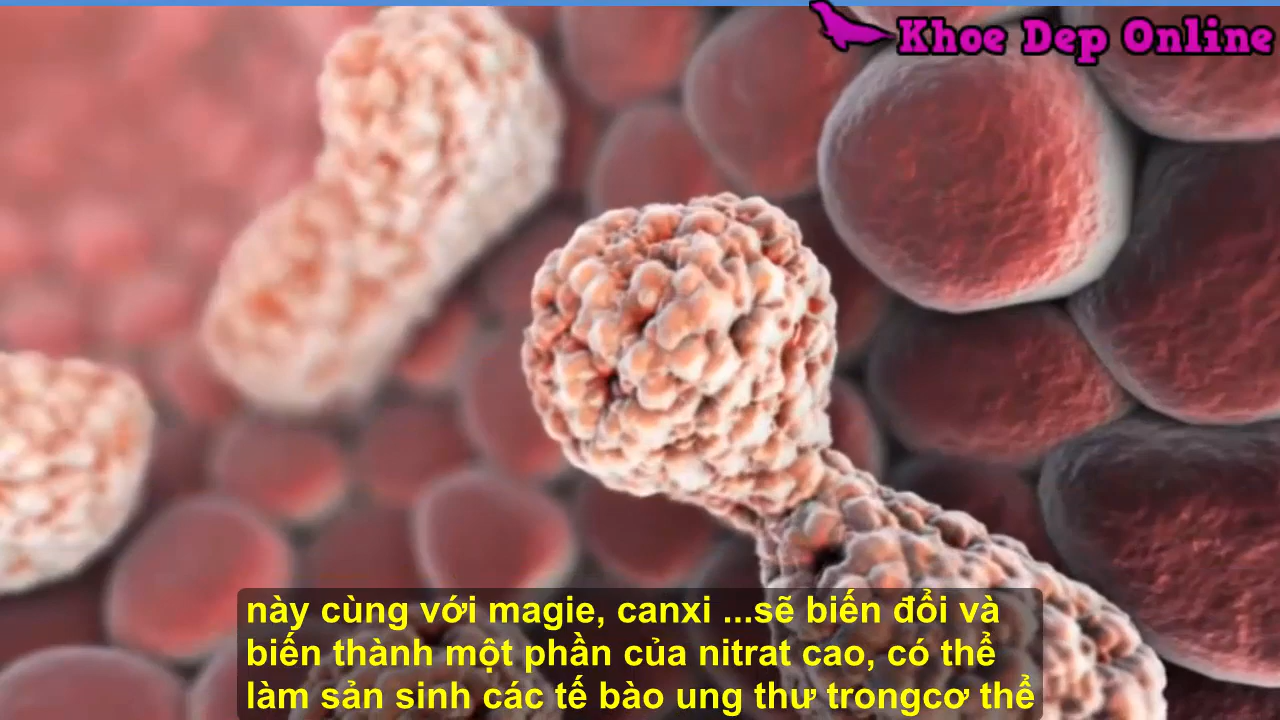 Khoe Dep Online
này cùng với magie, canxi ...sẽ biến đổi và
biến thành một phần của nitrat cao, có thể
làm sản sinh các tế bào ung thư trongcơ thể